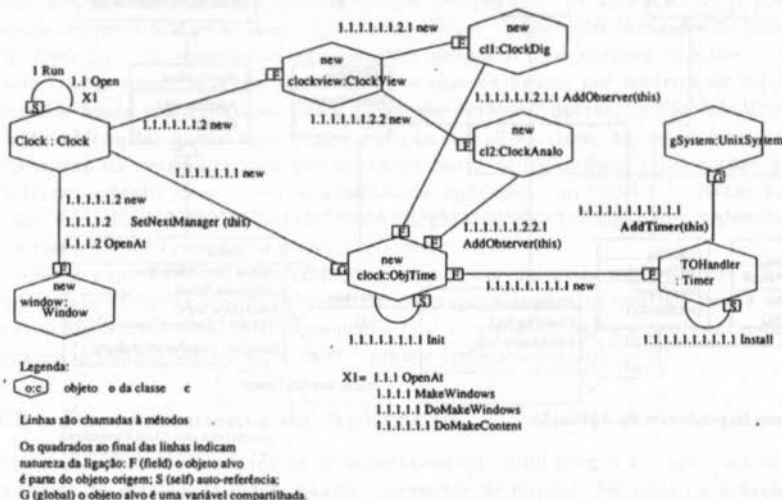 1.1.1.1.1.1.2.1 new
new
cl1:ClockDig
F
new
clockview:ClockView
F
1 Run
1.1 Open
X1
S
Clock : Clock
1.1.1.1.1.1.2 new
1.1.1.1.1.1.2.2 new
1.1.1.1.1.1.2.1.1 AddObserver(this)
new
cl2:ClockAnalo
F
gSystem:UnixSystem
G
1.1.1.1.1.1.1 new
1.1.1.1.1.2 new
1.1.1.1.2
SetNextManager (this)
1.1.1.2 OpenAt
F
new
window:
Window
1.1.1.1.1.1.2.2.1
AddObserver(this)
1.1.1.1.1.1.1.1.1.1
AddTimer(this)
F
F
G
new
clock:ObjTime
F
S
1.1.1.1.1.1.1.1.1 new
F
TOHandler
: Timer
S
1.1.1.1.1.1.1.1 Init
1.1.1.1.1.1.1.1.1.1 Install
Legenda:
o:c objeto o da classe c
Linhas são chamadas à métodos
Os quadrados ao final das linhas indicam
natureza da ligação: F (field) o objeto alvo
é parte do objeto origem; S (self) auto-referência;
G (global) o objeto alvo é uma variável compartilhada.
X1= 1.1.1 OpenAt
1.1.1.1 MakeWindows
1.1.1.1.1 DoMakeWindows
1.1.1.1.1.1 DoMakeContent